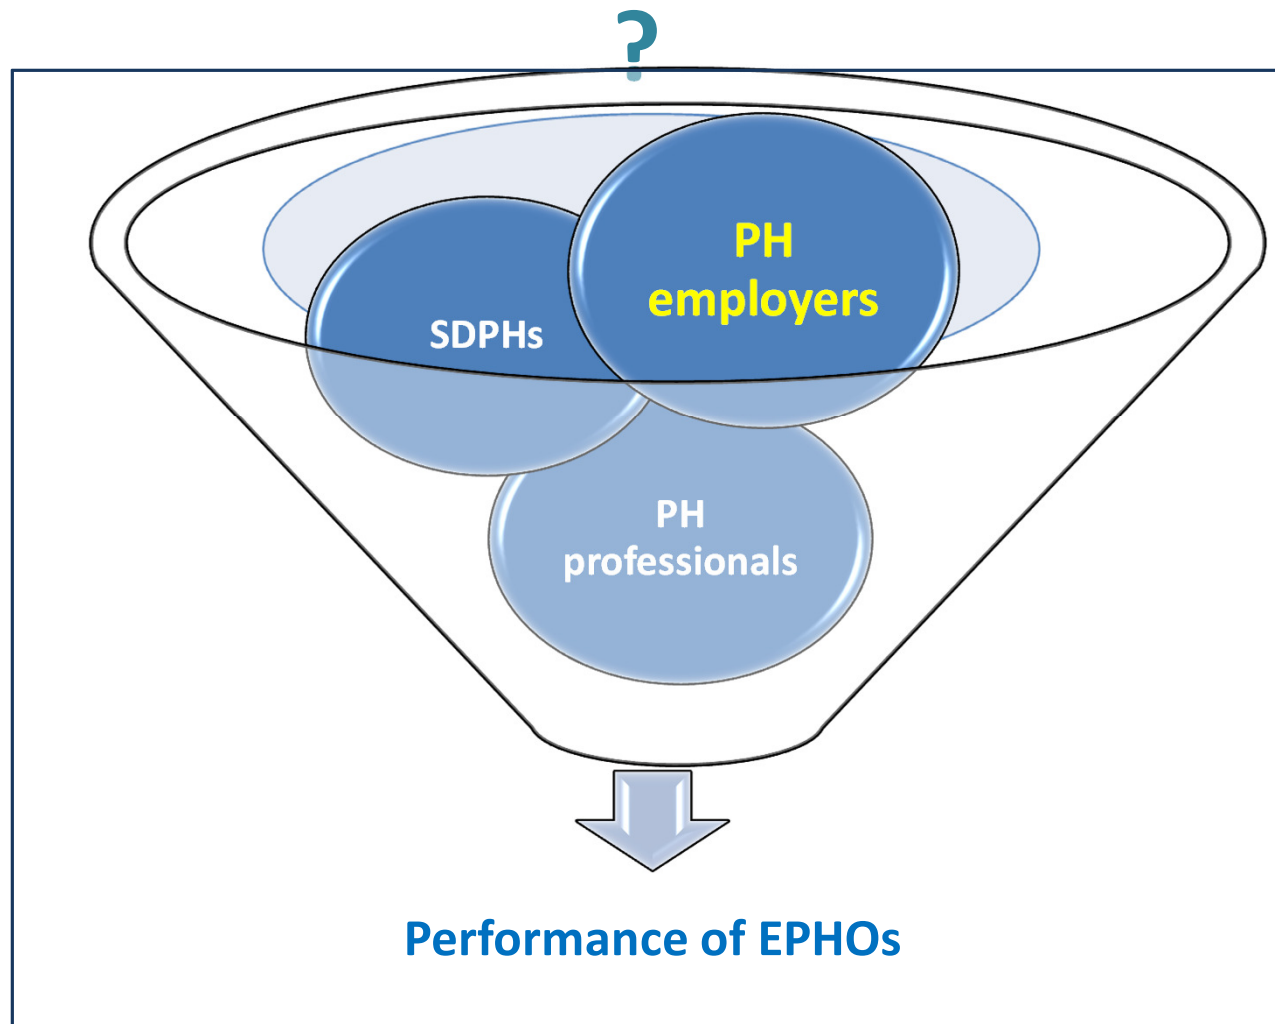 ?
PH
employers
SDPHs
PH
professionals
Performance of EPHOs